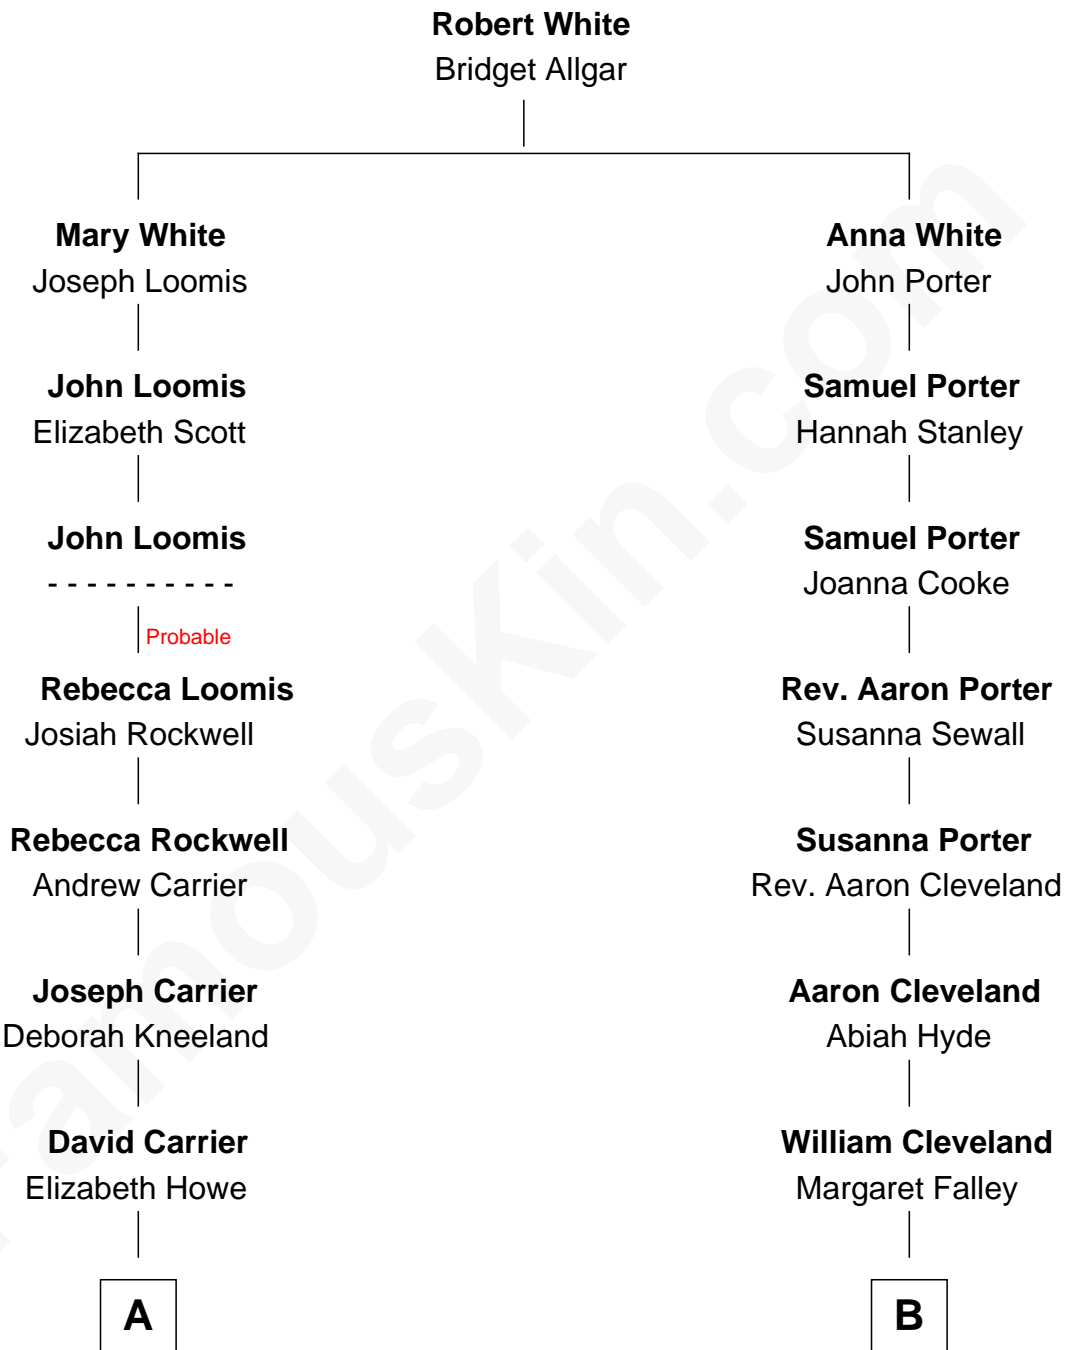 Robert White
Bridget Allgar
Mary White
Joseph Loomis
John Loomis
Elizabeth Scott
John Loomis
- - - - - - - - - -
Probable
Rebecca Loomis
Josiah Rockwell
Rebecca Rockwell
Andrew Carrier
Joseph Carrier
Deborah Kneeland
David Carrier
Elizabeth Howe
A
Anna White
John Porter
Samuel Porter
Hannah Stanley
Samuel Porter
Joanna Cooke
Rev. Aaron Porter
Susanna Sewall
Susanna Porter
Rev. Aaron Cleveland
Aaron Cleveland
Abiah Hyde
William Cleveland
Margaret Falley
B
FamousKin.com